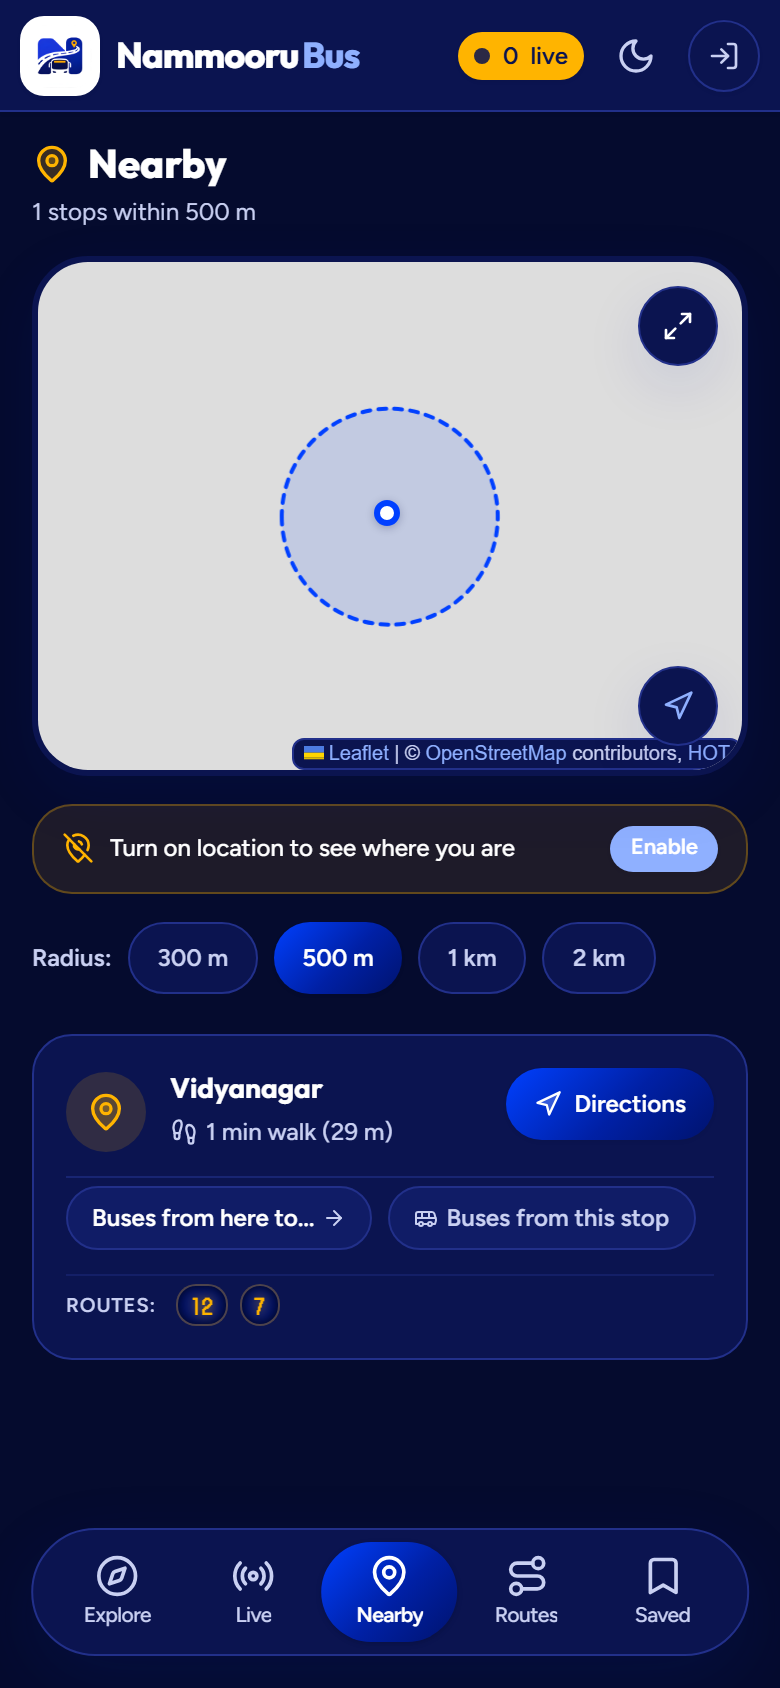 Nammooru Bus
0 live
Nearby
1 stops within 500 m
Leaflet | © OpenStreetMap contributors, HOT
Turn on location to see where you are
Enable
Radius: 300 m 500 m 1 km 2 km
Vidyanagar
1 min walk (29 m)
Directions
Buses from here to... →
Buses from this stop
ROUTES: 12 7
Explore Live Nearby Routes Saved